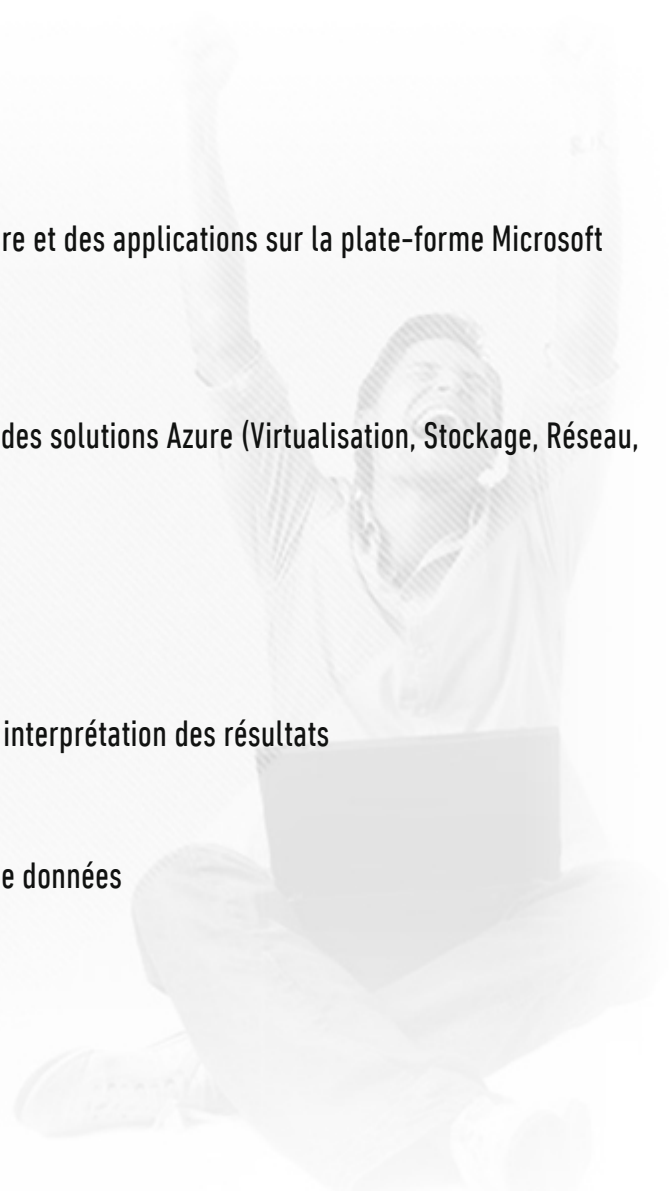 re et des applications sur la plate-forme Microsoft
des solutions Azure (Virtualisation, Stockage, Réseau,
interprétation des résultats
e données